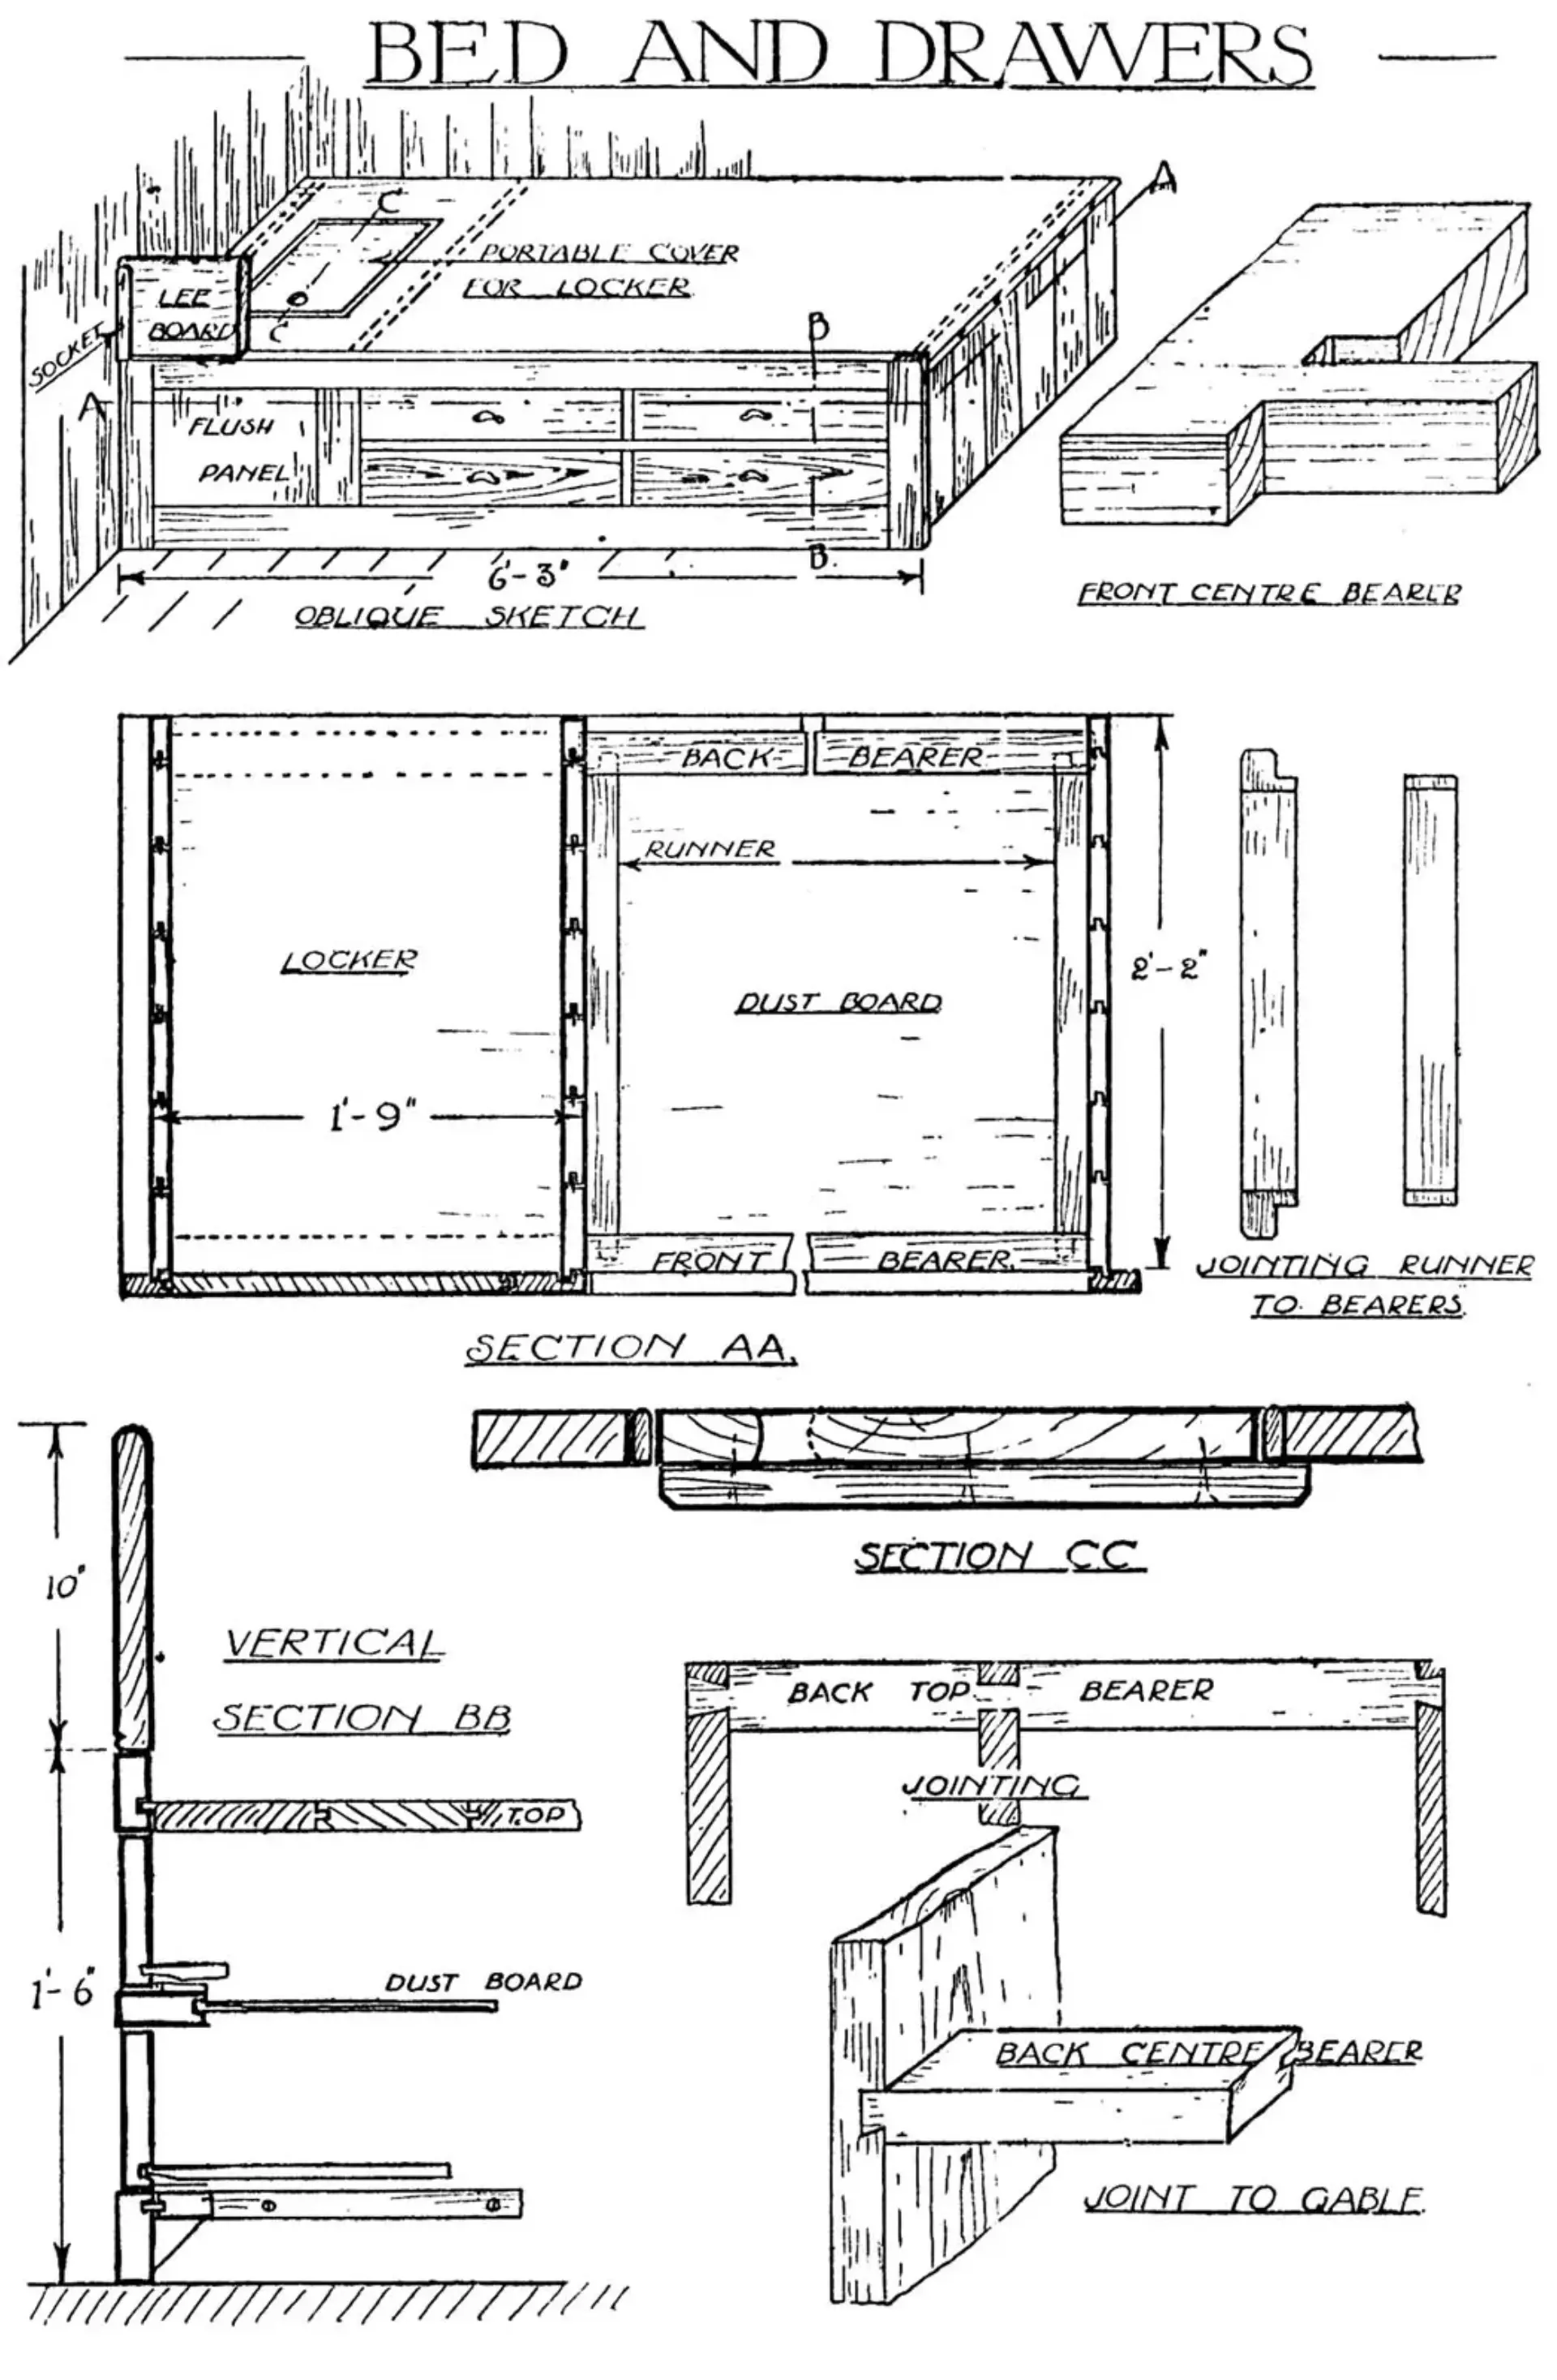 BED AND DRAWERS
C
A
PORTABLE COVER
FOR LOCKER
LEE
BOARD
C
SOCKET
B
A
FLUSH
PANEL
B
6'-3"
OBLIQUE SKETCH
FRONT CENTRE BEARER
BACK BEARER
RUNNER
LOCKER
2'-2"
DUST BOARD
1'-9"
FRONT BEARER
JOINTING RUNNER
TO BEARERS
SECTION AA
SECTION CC
10"
VERTICAL
SECTION BB
BACK TOP BEARER
JOINTING
TOP
1'-6"
DUST BOARD
BACK CENTRE BEARER
JOINT TO GABLE